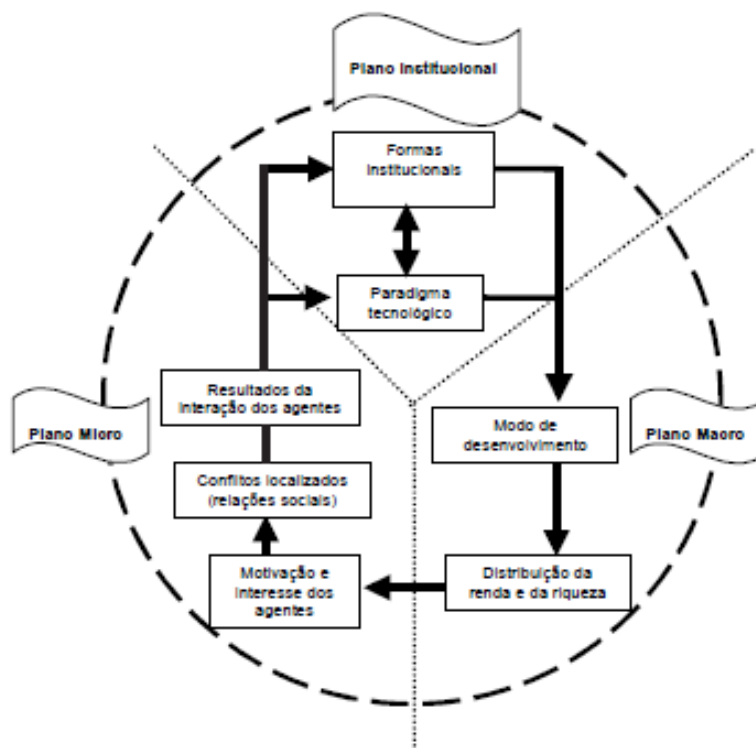 Plano Institucional
Formas
institucionais
Paradigma
tecnológico
Resultados da
interação dos agentes
Plano Micro
Modo de
desenvolvimento
Plano Macro
Conflitos localizados
(relações sociais)
Motivação e
interesse dos
agentes
Distribuição da
renda e da riqueza